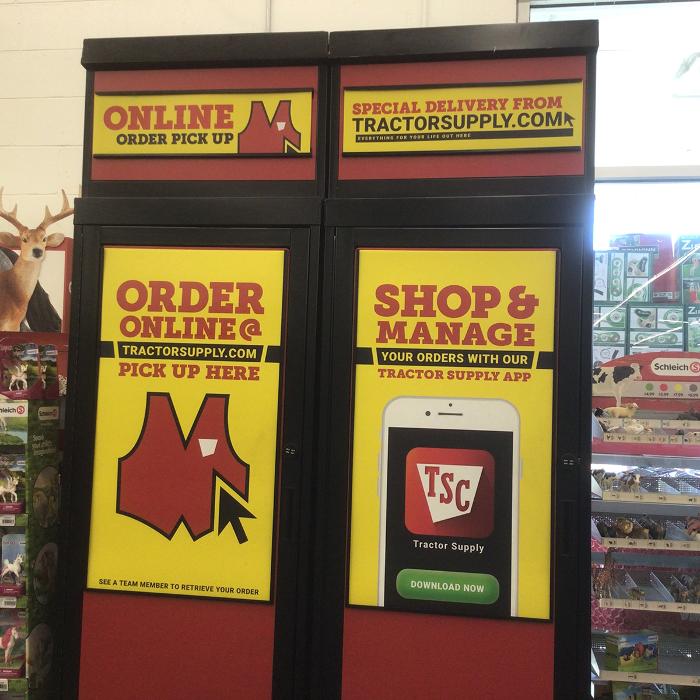 ONLINE
ORDER PICK UP
SPECIAL DELIVERY FROM
TRACTORSUPPLY.COM
EVERYTHING FOR YOUR LIFE OUT HERE
ORDER
ONLINE @
TRACTORSUPPLY.COM
PICK UP HERE
SEE A TEAM MEMBER TO RETRIEVE YOUR ORDER
SHOP &
MANAGE
YOUR ORDERS WITH OUR
TRACTOR SUPPLY APP
TSC
Tractor Supply
DOWNLOAD NOW
Schleich S
Schleich S